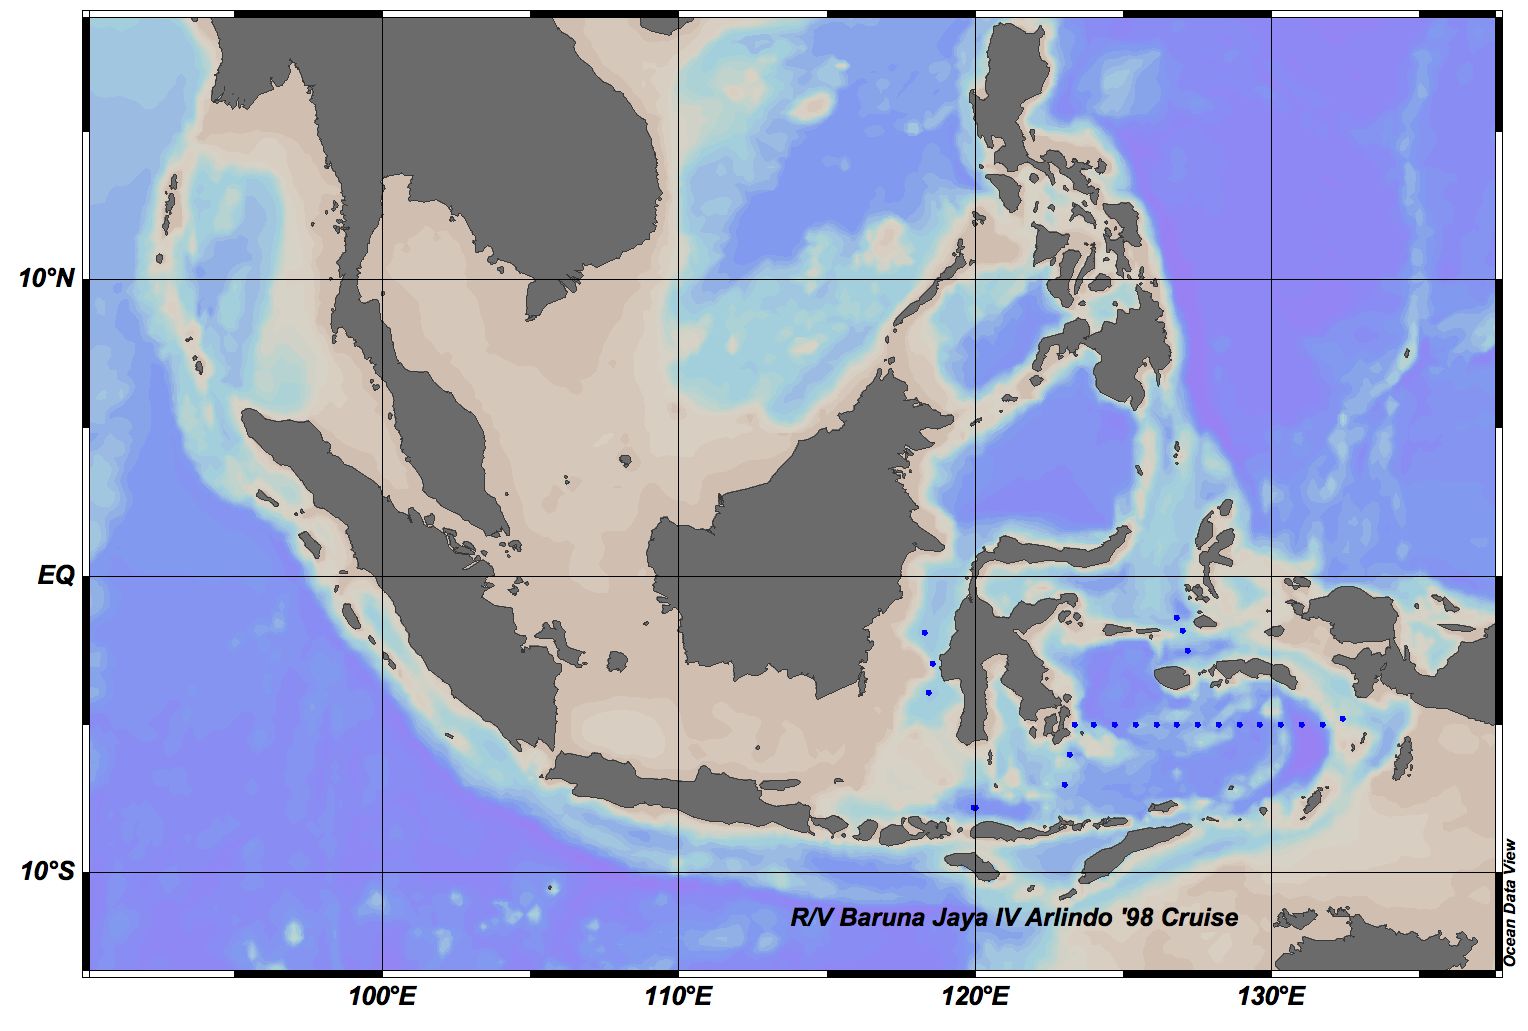 10°N
EQ
10°S
R/V Baruna Jaya IV Arlindo '98 Cruise
Ocean Data View
100°E
110°E
120°E
130°E